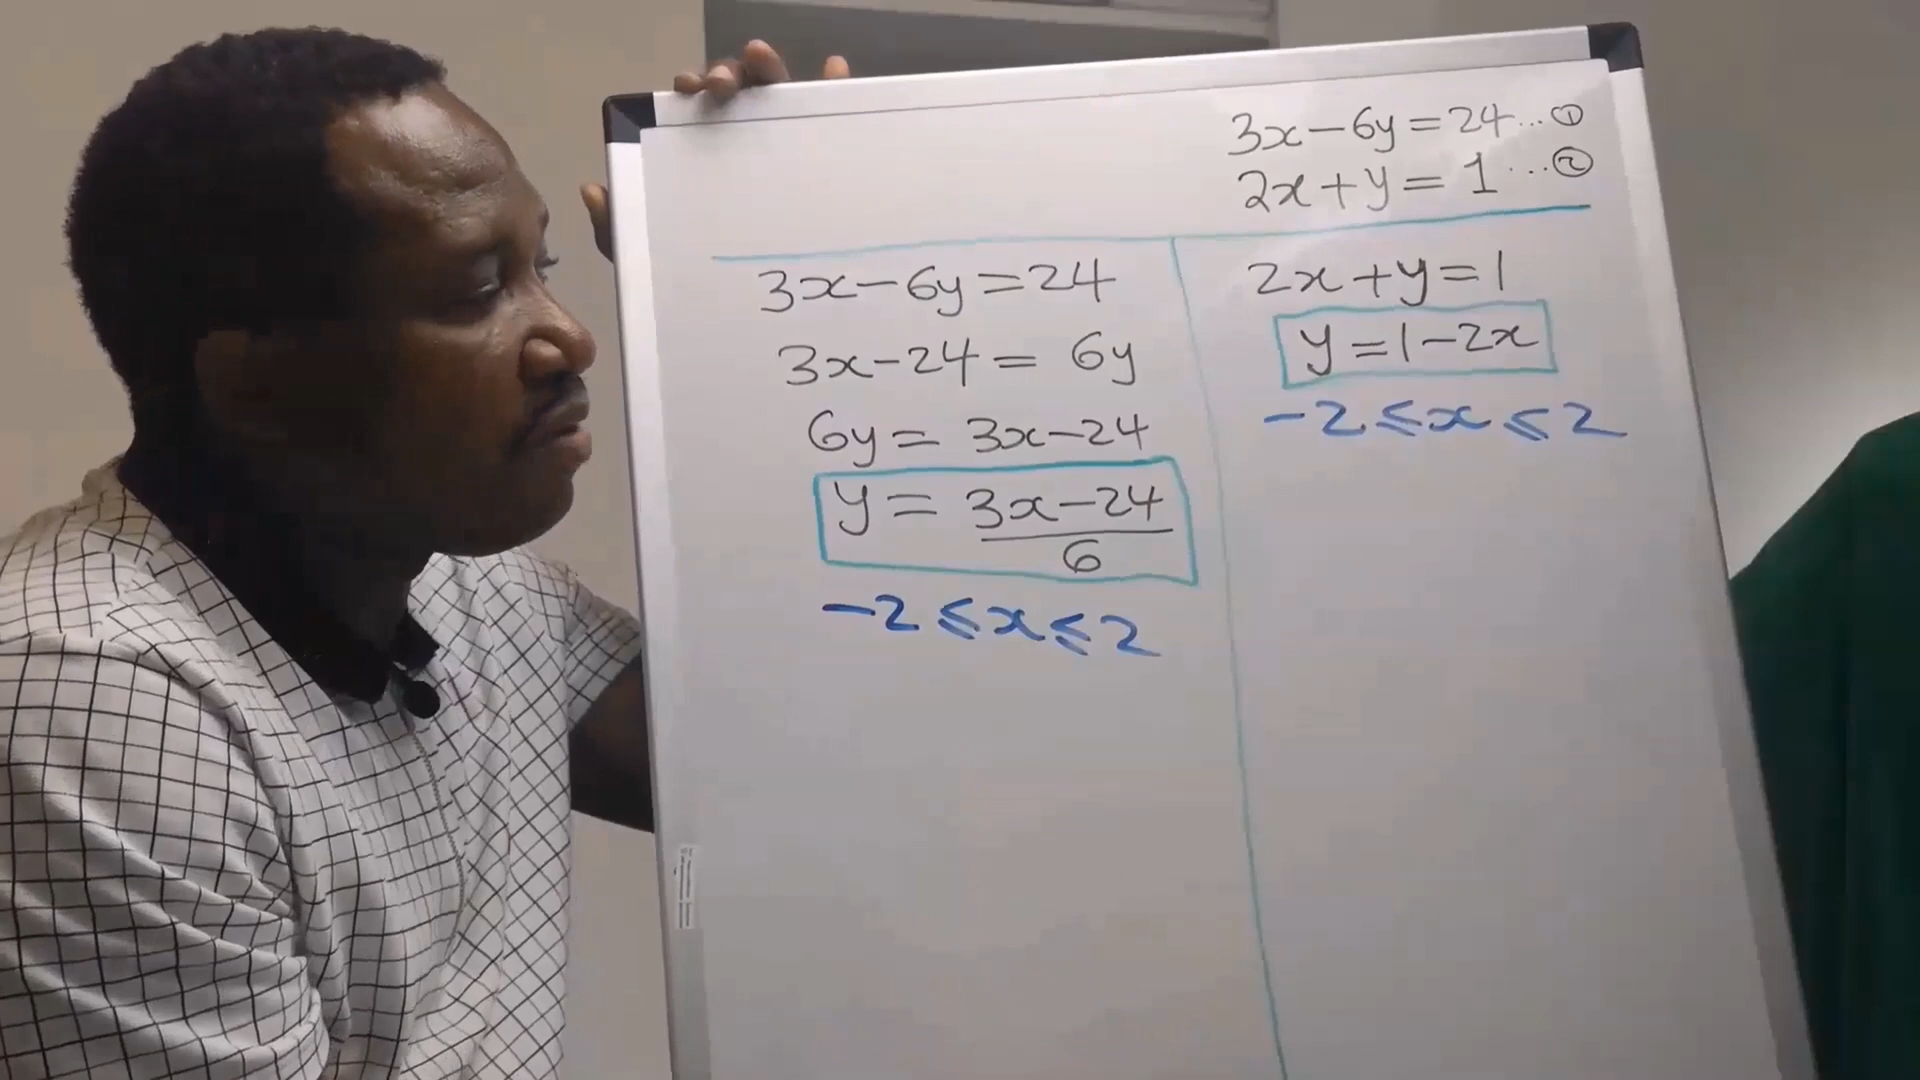 3x-6y=24...①
2x+y=1...②
3x-6y=24
3x-24=6y
6y=3x-24
y=3x-24
6
-2≤x≤2
2x+y=1
y=1-2x
-2≤x≤2